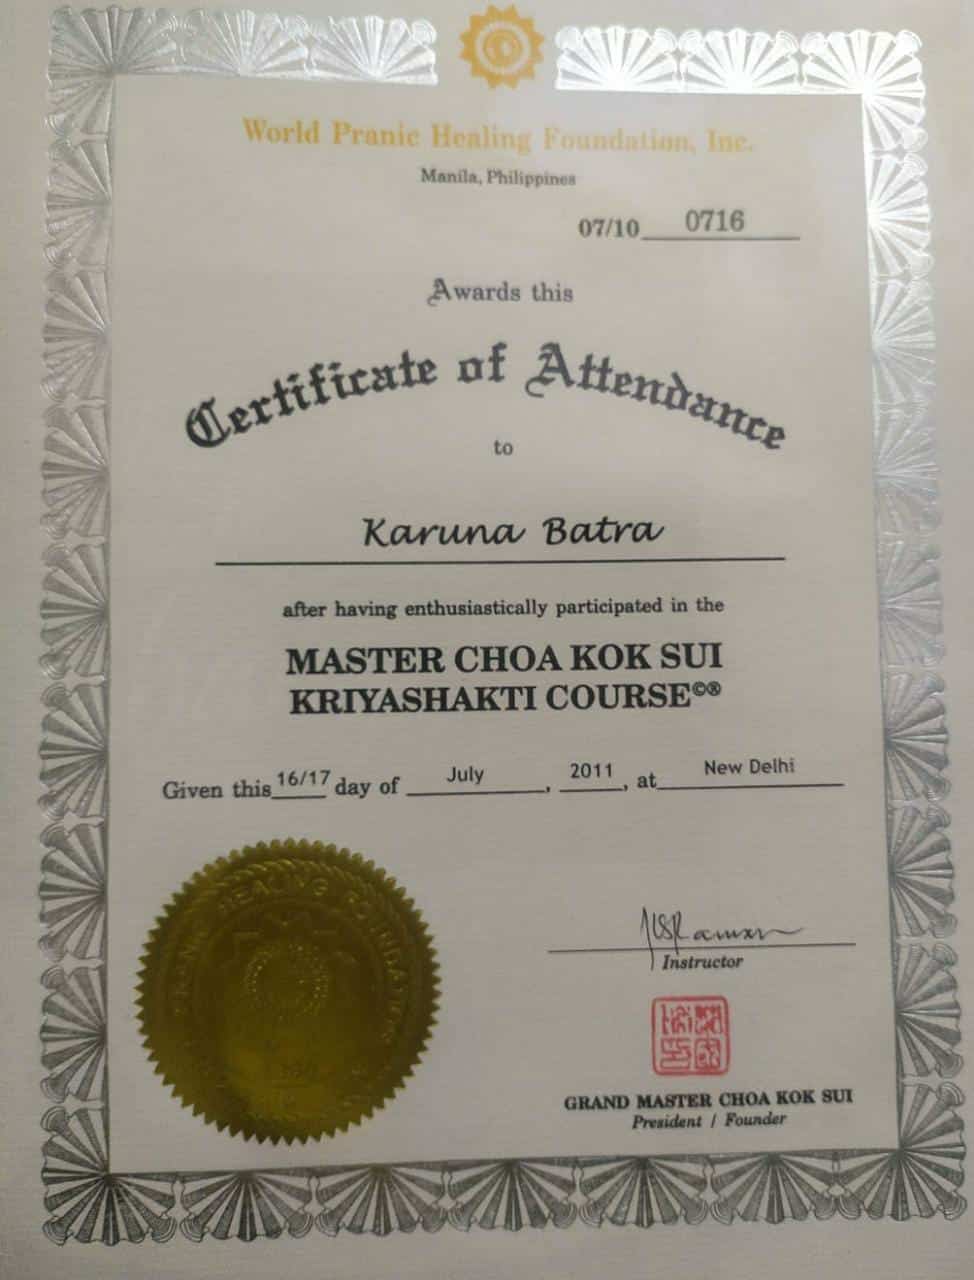 World Pranic Healing Foundation, Inc.
Manila, Philippines
07/10 0716
Awards this
Certificate of Attendance
to
Karuna Batra
after having enthusiastically participated in the
MASTER CHOA KOK SUI
KRIYASHAKTI COURSE©®
Given this 16/17 day of July, 2011, at New Delhi
Instructor
GRAND MASTER CHOA KOK SUI
President / Founder
HEALING FOUNDATION